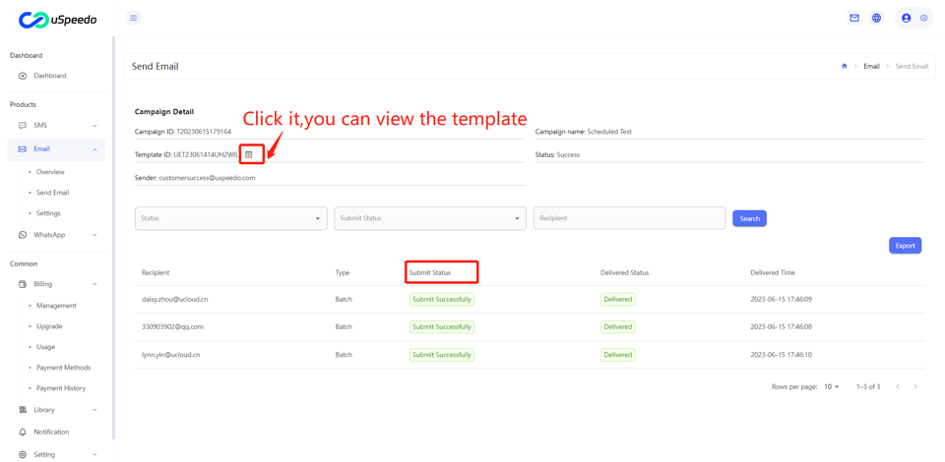 uSpeedo
Dashboard
Dashboard
Products
SMS
Email
Overview
Send Email
Settings
WhatsApp
Common
Billing
Management
Upgrade
Usage
Payment Methods
Payment History
Library
Notification
Setting
Send Email
Email > Send Email
Campaign Detail
Click it,you can view the template
Campaign ID: T20230615179164
Campaign name: Scheduled Test
Template ID: UET23061414UH2WIL
Status: Success
Sender: customersuccess@uspeedo.com
Status Submit Status Recipient Search
Export
Recipient Type Submit Status Delivered Status Delivered Time
daisy.zhou@ucloud.cn Batch Submit Successfully Delivered 2023-06-15 17:46:09
330903902@qq.com Batch Submit Successfully Delivered 2023-06-15 17:46:08
lynn.yin@ucloud.cn Batch Submit Successfully Delivered 2023-06-15 17:46:10
Rows per page: 10 1–3 of 3